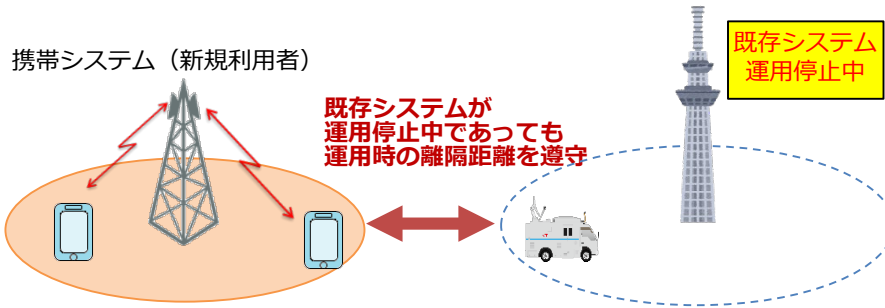 携帯システム（新規利用者）
既存システムが
運用停止中であっても
運用時の離隔距離を遵守
既存システム
運用停止中